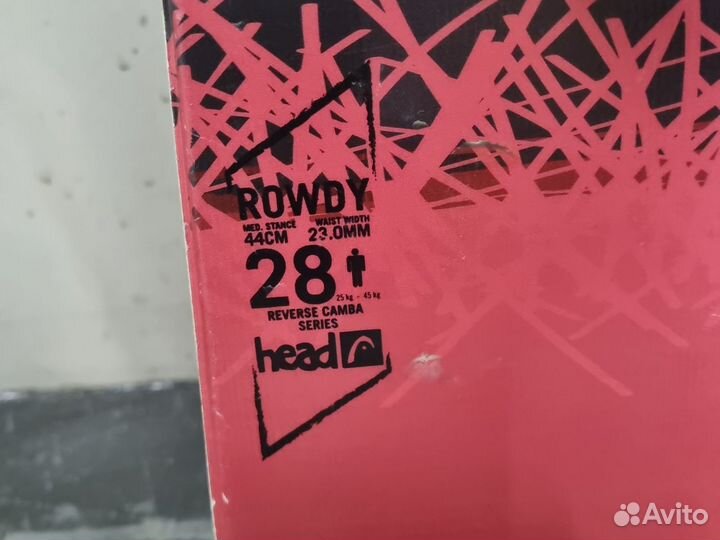 ROWDY
MED. STANCE WAIST WIDTH
44CM 23.0MM
28
25 kg - 45 kg
REVERSE CAMBA
SERIES
head
Avito